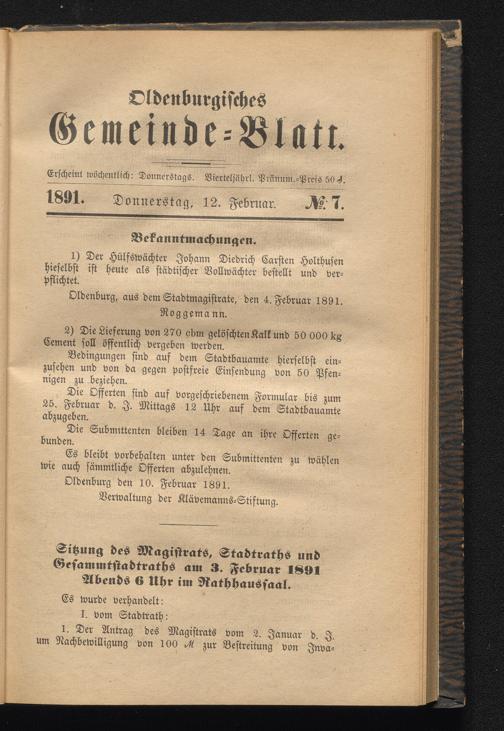 Oldenburgisches
Gemeinde-Blatt.
Erscheint wöchentlich: Donnerstags. Vierteljährl. Pränum.-Preis 50 ₰.
1891. Donnerstag, 12. Februar. №. 7.
Bekanntmachungen.
1) Der Hülfswächter Johann Diedrich Carsten Holthusen
hieselbst ist heute als städtischer Vollwächter bestellt und ver-
pflichtet.
Oldenburg, aus dem Stadtmagistrate, den 4. Februar 1891.
Roggemann.
2) Die Lieferung von 270 cbm gelöschten Kalk und 50 000 kg
Cement soll öffentlich vergeben werden.
Bedingungen sind auf dem Stadtbauamte hierselbst ein-
zusehen und von da gegen postfreie Einsendung von 50 Pfen-
nigen zu beziehen.
Die Offerten sind auf vorgeschriebenem Formular bis zum
25. Februar d. J. Mittags 12 Uhr auf dem Stadtbauamte
abzugeben.
Die Submittenten bleiben 14 Tage an ihre Offerten ge-
bunden.
Es bleibt vorbehalten unter den Submittenten zu wählen
wie auch sämmtliche Offerten abzulehnen.
Oldenburg den 10. Februar 1891.
Verwaltung der Klävemanns-Stiftung.
Sitzung des Magistrats, Stadtraths und
Gesammtstadtraths am 3. Februar 1891
Abends 6 Uhr im Rathhaussaal.
Es wurde verhandelt:
I. vom Stadtrath:
1. Der Antrag des Magistrats vom 2. Januar d. J.
um Nachbewilligung von 100 ℳ zur Bestreitung von Inva-